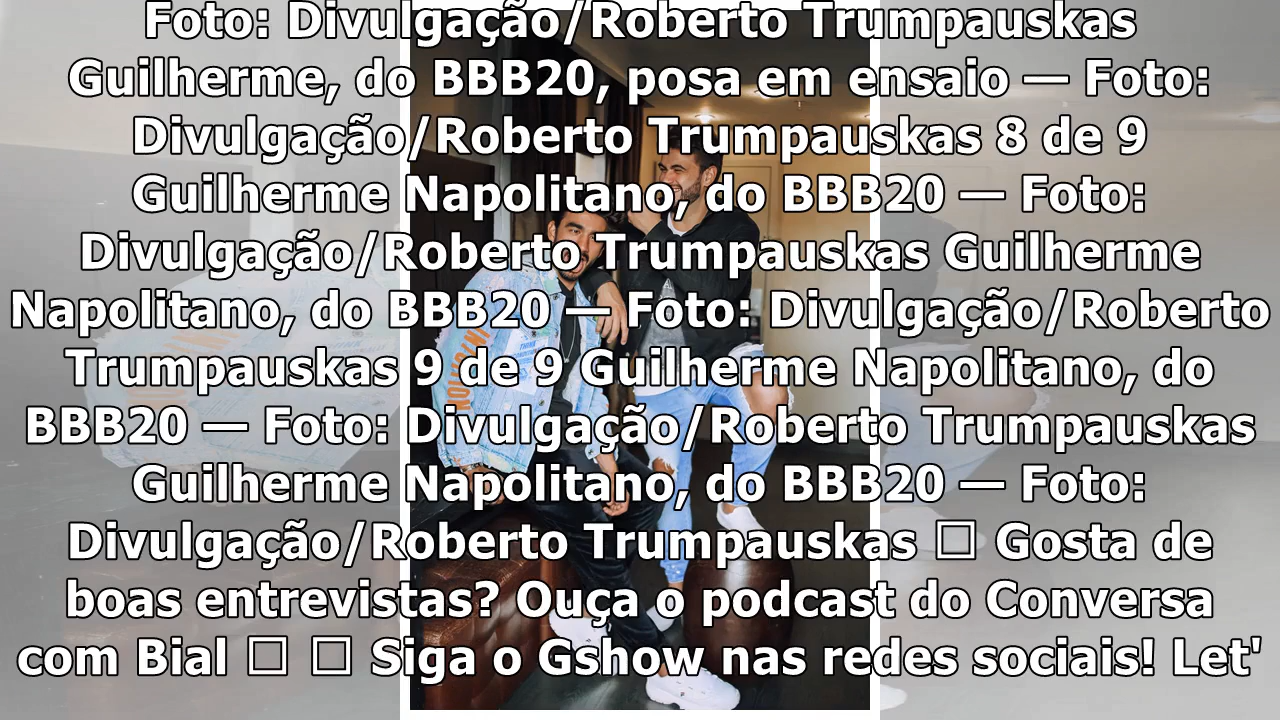 Foto: Divulgação/Roberto Trumpauskas
Guilherme, do BBB20, posa em ensaio — Foto:
Divulgação/Roberto Trumpauskas 8 de 9
Guilherme Napolitano, do BBB20 — Foto:
Divulgação/Roberto Trumpauskas Guilherme
Napolitano, do BBB20 — Foto: Divulgação/Roberto
Trumpauskas 9 de 9 Guilherme Napolitano, do
BBB20 — Foto: Divulgação/Roberto Trumpauskas
Guilherme Napolitano, do BBB20 — Foto:
Divulgação/Roberto Trumpauskas □ Gosta de
boas entrevistas? Ouça o podcast do Conversa
com Bial □ □ Siga o Gshow nas redes sociais! Let'